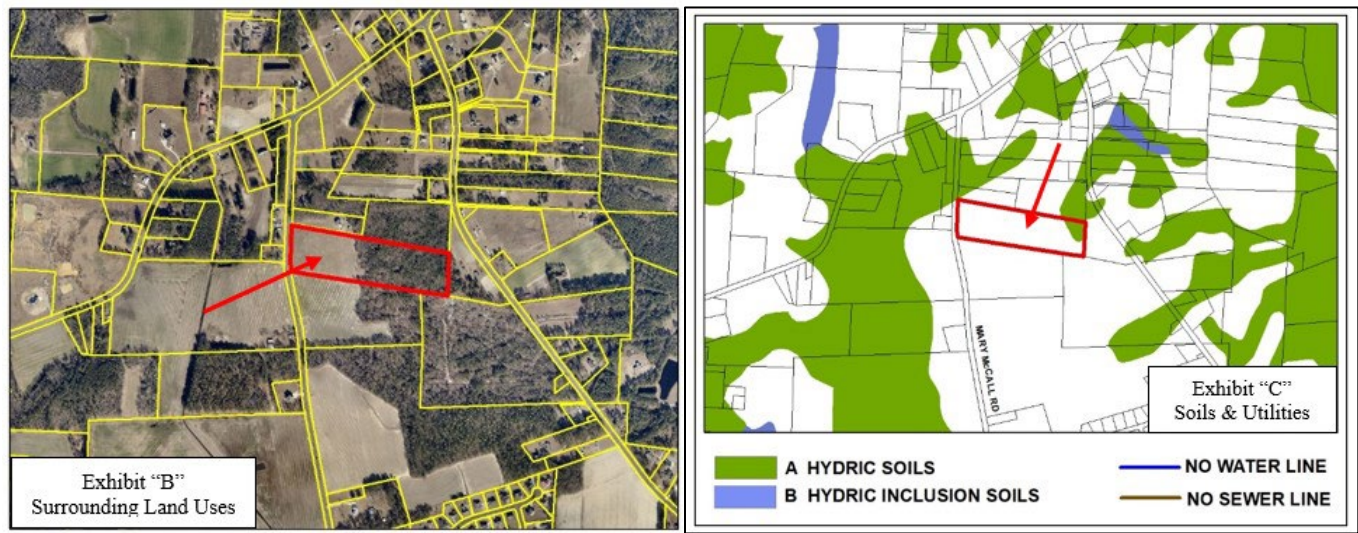 Exhibit “B”
Surrounding Land Uses
MARY McCALL RD
Exhibit “C”
Soils & Utilities
A HYDRIC SOILS
B HYDRIC INCLUSION SOILS
NO WATER LINE
NO SEWER LINE